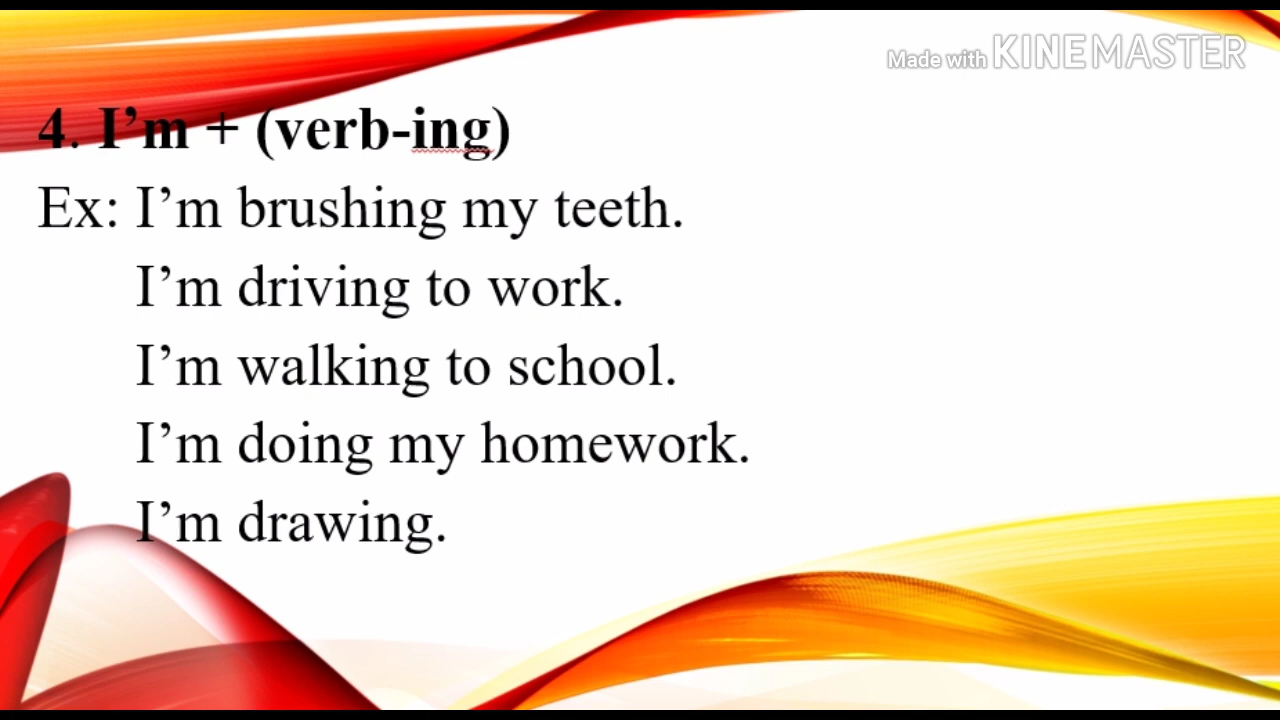 Made with KINEMASTER
4. I’m + (verb-ing)
Ex: I’m brushing my teeth.
I’m driving to work.
I’m walking to school.
I’m doing my homework.
I’m drawing.